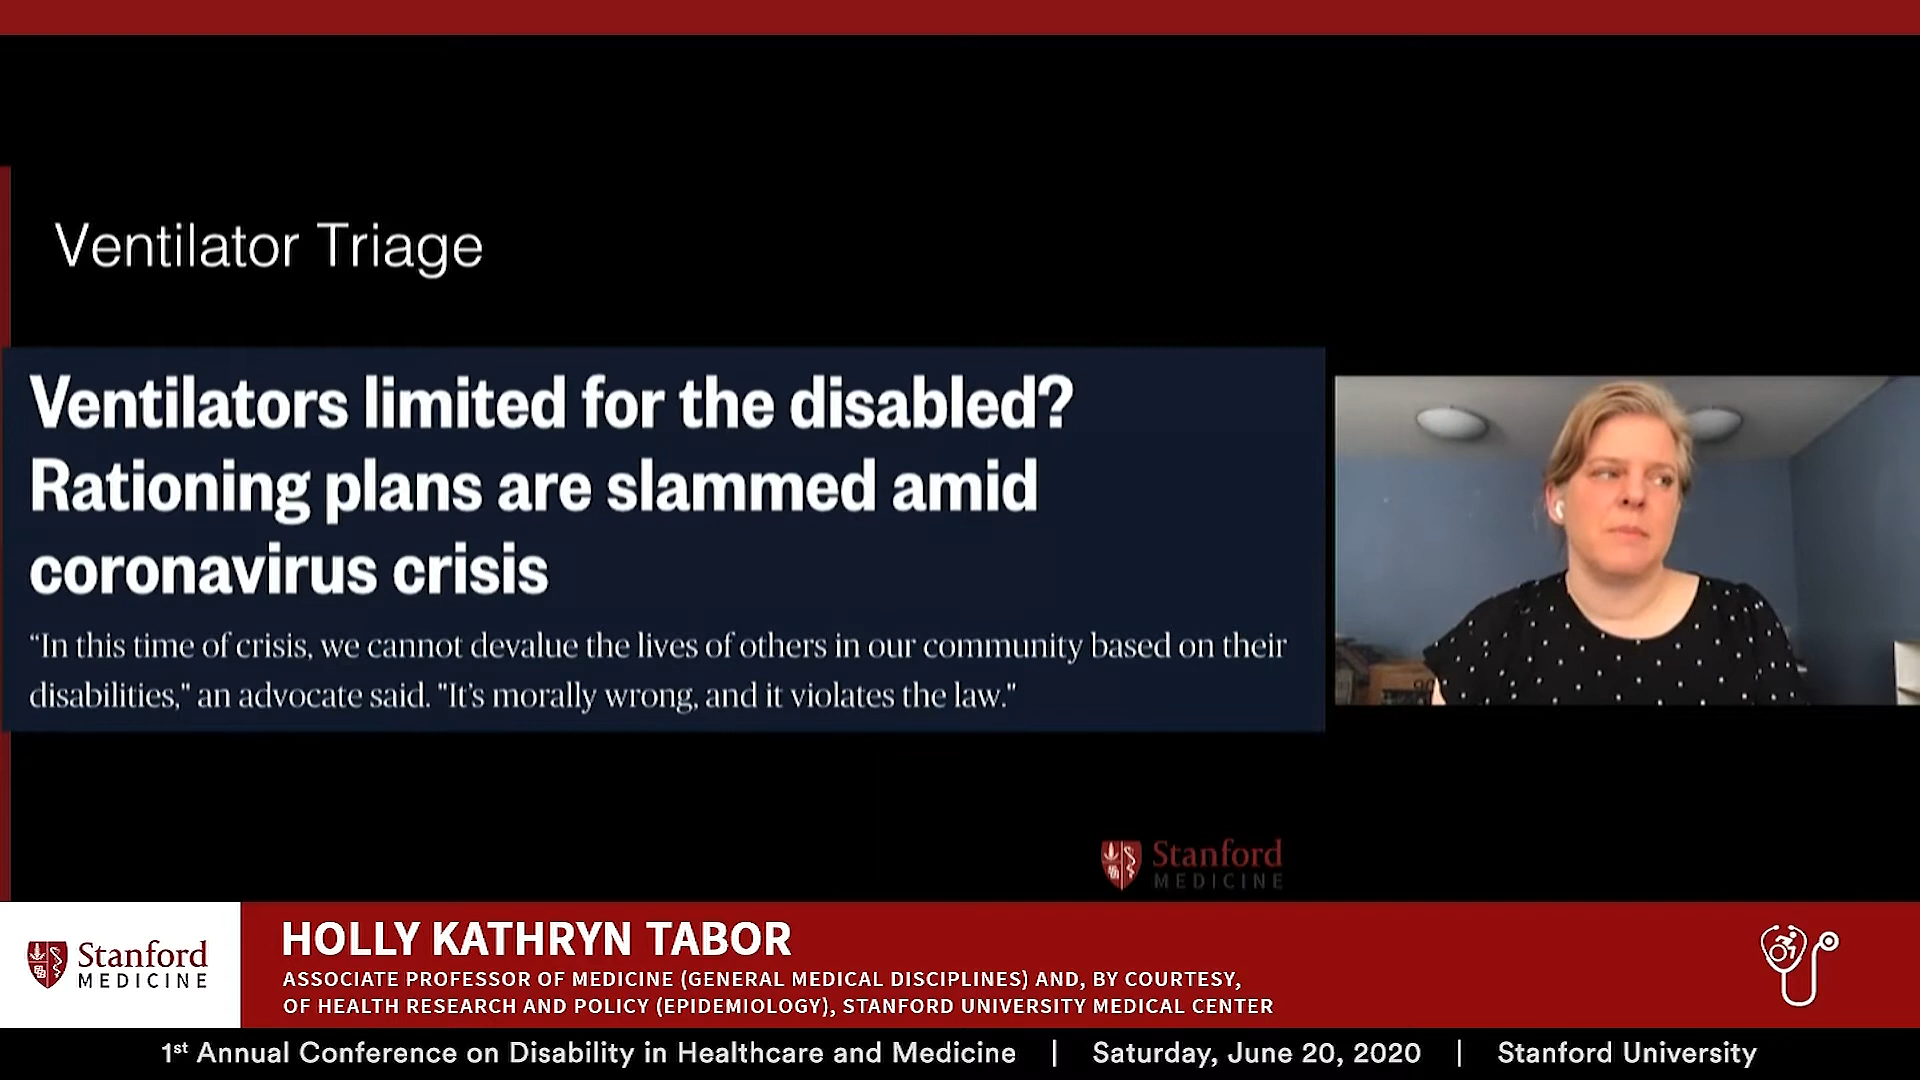 Ventilator Triage
Ventilators limited for the disabled?
Rationing plans are slammed amid
coronavirus crisis
“In this time of crisis, we cannot devalue the lives of others in our community based on their
disabilities," an advocate said. "It’s morally wrong, and it violates the law."
Stanford
MEDICINE
Stanford
MEDICINE
HOLLY KATHRYN TABOR
ASSOCIATE PROFESSOR OF MEDICINE (GENERAL MEDICAL DISCIPLINES) AND, BY COURTESY,
OF HEALTH RESEARCH AND POLICY (EPIDEMIOLOGY), STANFORD UNIVERSITY MEDICAL CENTER
1st Annual Conference on Disability in Healthcare and Medicine | Saturday, June 20, 2020 | Stanford University